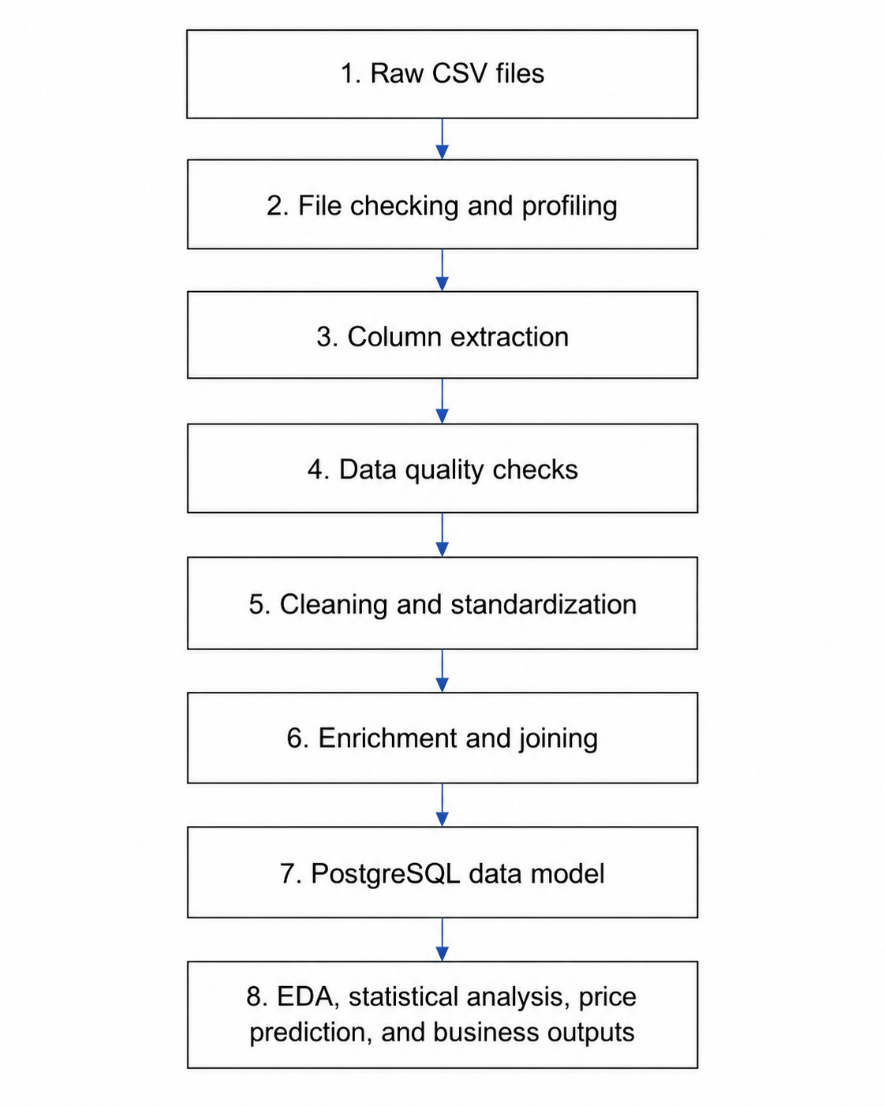 1. Raw CSV files
2. File checking and profiling
3. Column extraction
4. Data quality checks
5. Cleaning and standardization
6. Enrichment and joining
7. PostgreSQL data model
8. EDA, statistical analysis, price
prediction, and business outputs